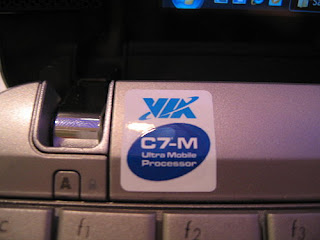 VIA
C7-M
Ultra Mobile
Processor
A
f1
f2
f3